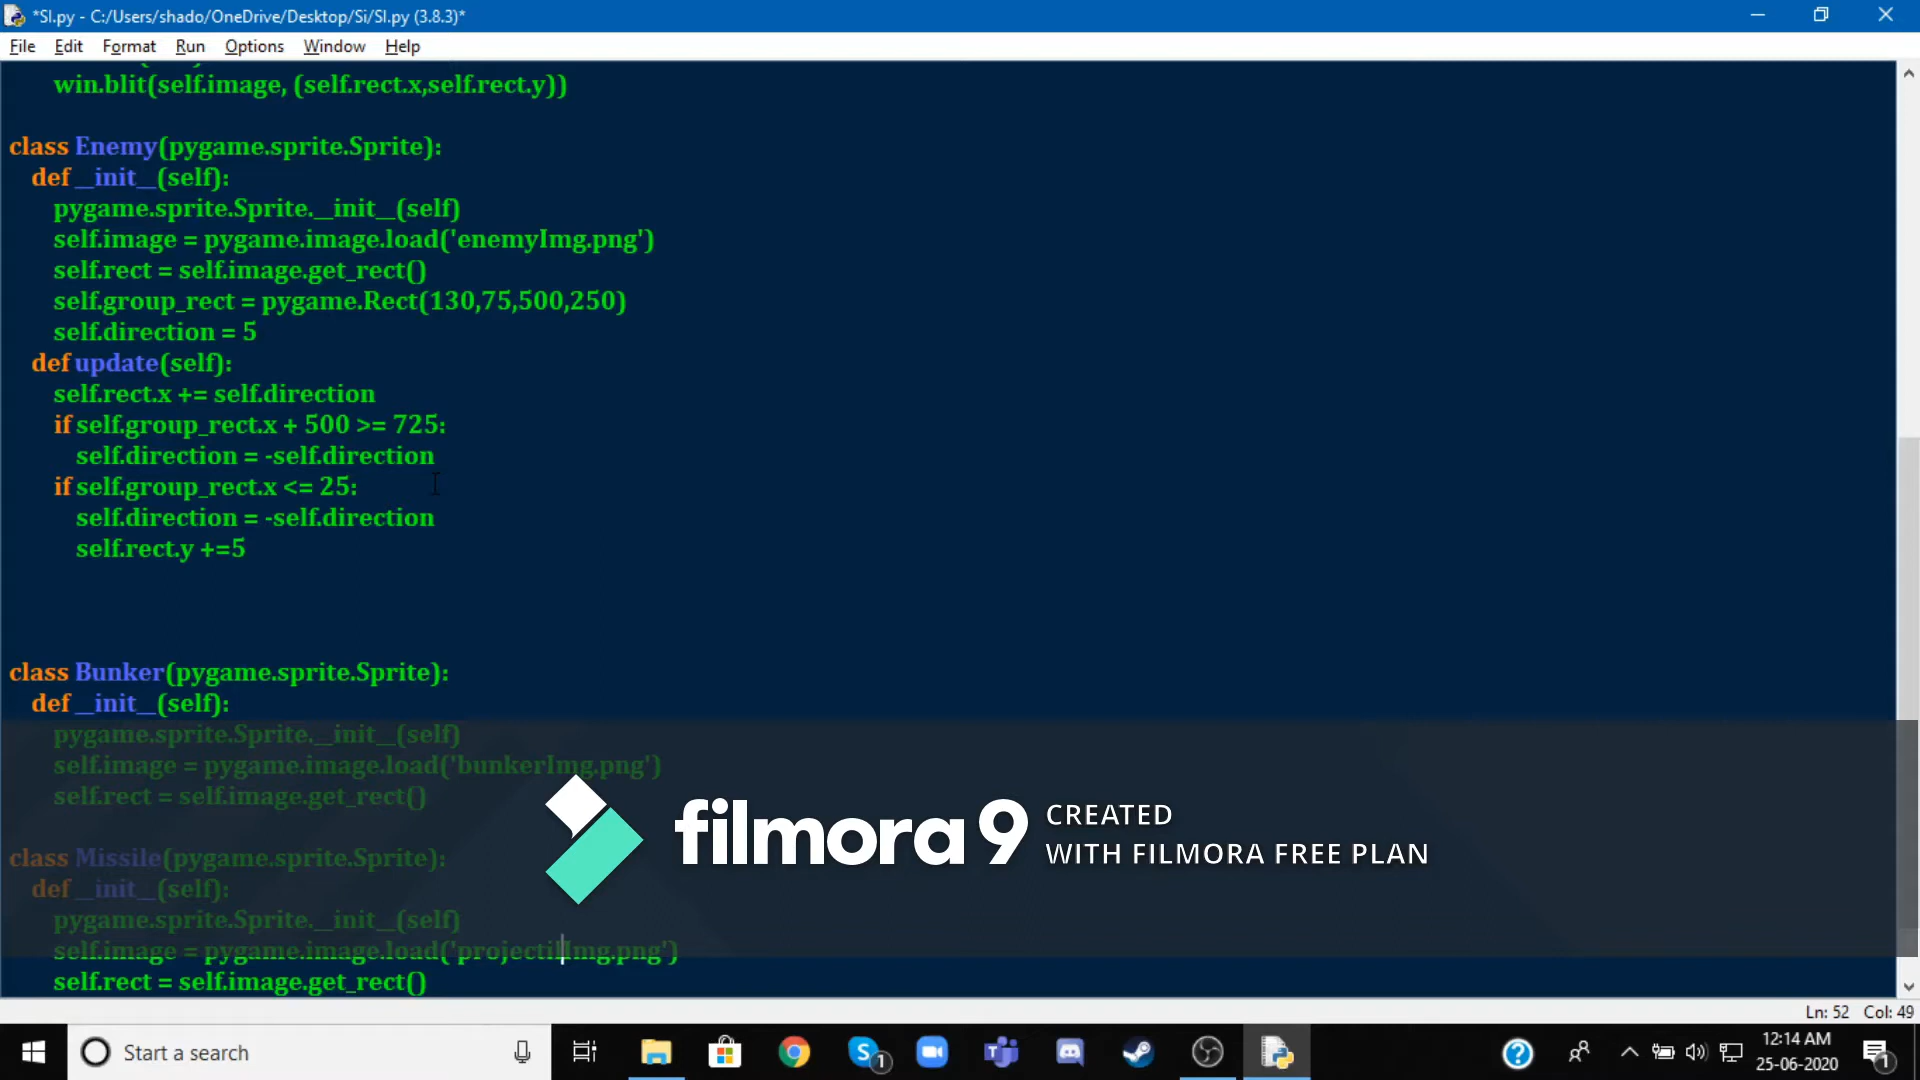 *SI.py - C:/Users/shado/OneDrive/Desktop/Si/SI.py (3.8.3)*
File Edit Format Run Options Window Help
win.blit(self.image, (self.rect.x,self.rect.y))
class Enemy(pygame.sprite.Sprite):
def __init__(self):
pygame.sprite.Sprite.__init__(self)
self.image = pygame.image.load('enemyImg.png')
self.rect = self.image.get_rect()
self.group_rect = pygame.Rect(130,75,500,250)
self.direction = 5
def update(self):
self.rect.x += self.direction
if self.group_rect.x + 500 >= 725:
self.direction = -self.direction
if self.group_rect.x <= 25:
self.direction = -self.direction
self.rect.y +=5
class Bunker(pygame.sprite.Sprite):
def __init__(self):
pygame.sprite.Sprite.__init__(self)
self.image = pygame.image.load('bunkerImg.png')
self.rect = self.image.get_rect()
filmora 9 CREATED
WITH FILMORA FREE PLAN
class Missile(pygame.sprite.Sprite):
def __init__(self):
pygame.sprite.Sprite.__init__(self)
self.image = pygame.image.load('projectilImg.png')
self.rect = self.image.get_rect()
Ln: 52 Col: 49
Start a search
1
12:14 AM
25-06-2020
1